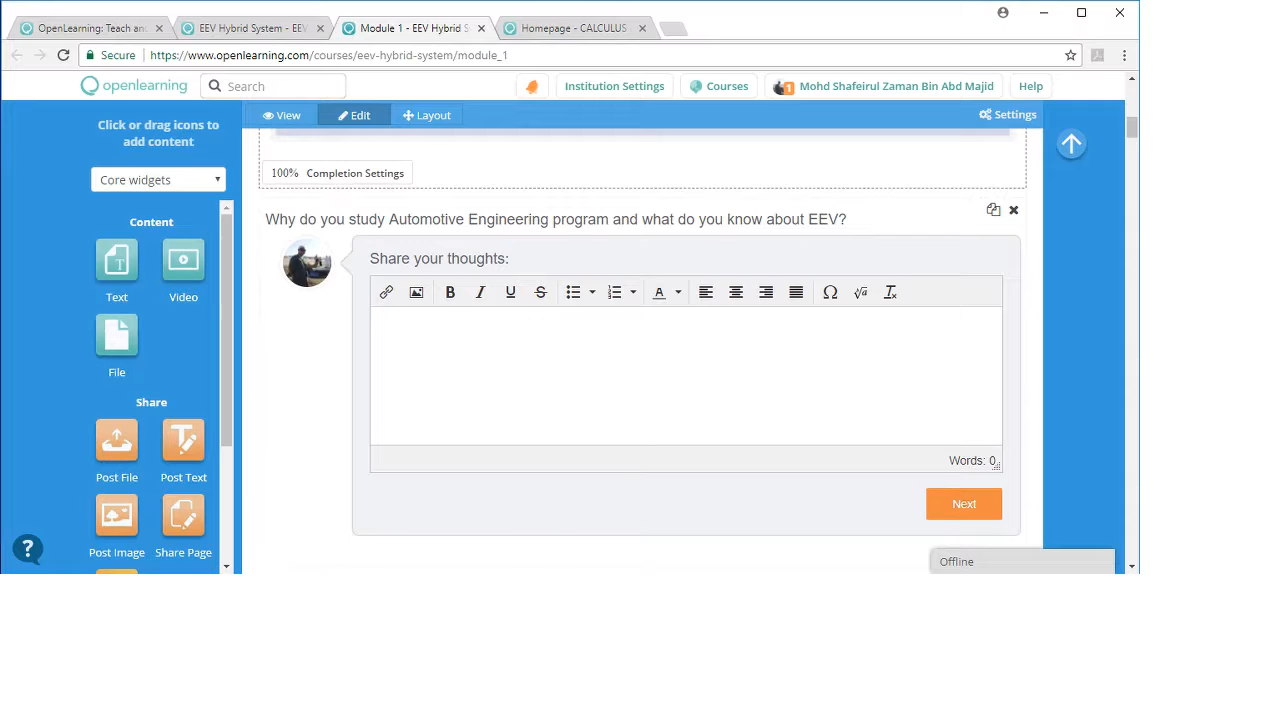 OpenLearning: Teach and
EEV Hybrid System - EEV
Module 1 - EEV Hybrid S
Homepage - CALCULUS
Secure
https://www.openlearning.com/courses/eev-hybrid-system/module_1
openlearning
Search
Institution Settings
Courses
1
Mohd Shafeirul Zaman Bin Abd Majid
Help
Click or drag icons to
add content
View
Edit
Layout
Settings
100% Completion Settings
Core widgets
Why do you study Automotive Engineering program and what do you know about EEV?
Content
Share your thoughts:
T
Text
Video
B I U S A Ω √a Tx
File
Share
Post File
Post Text
Words: 0
Next
Post Image
Share Page
?
Offline